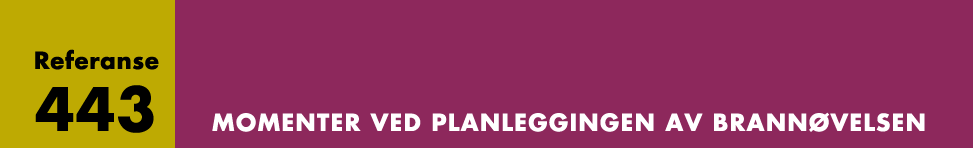 Referanse
443
MOMENTER VED PLANLEGGINGEN AV BRANNØVELSEN